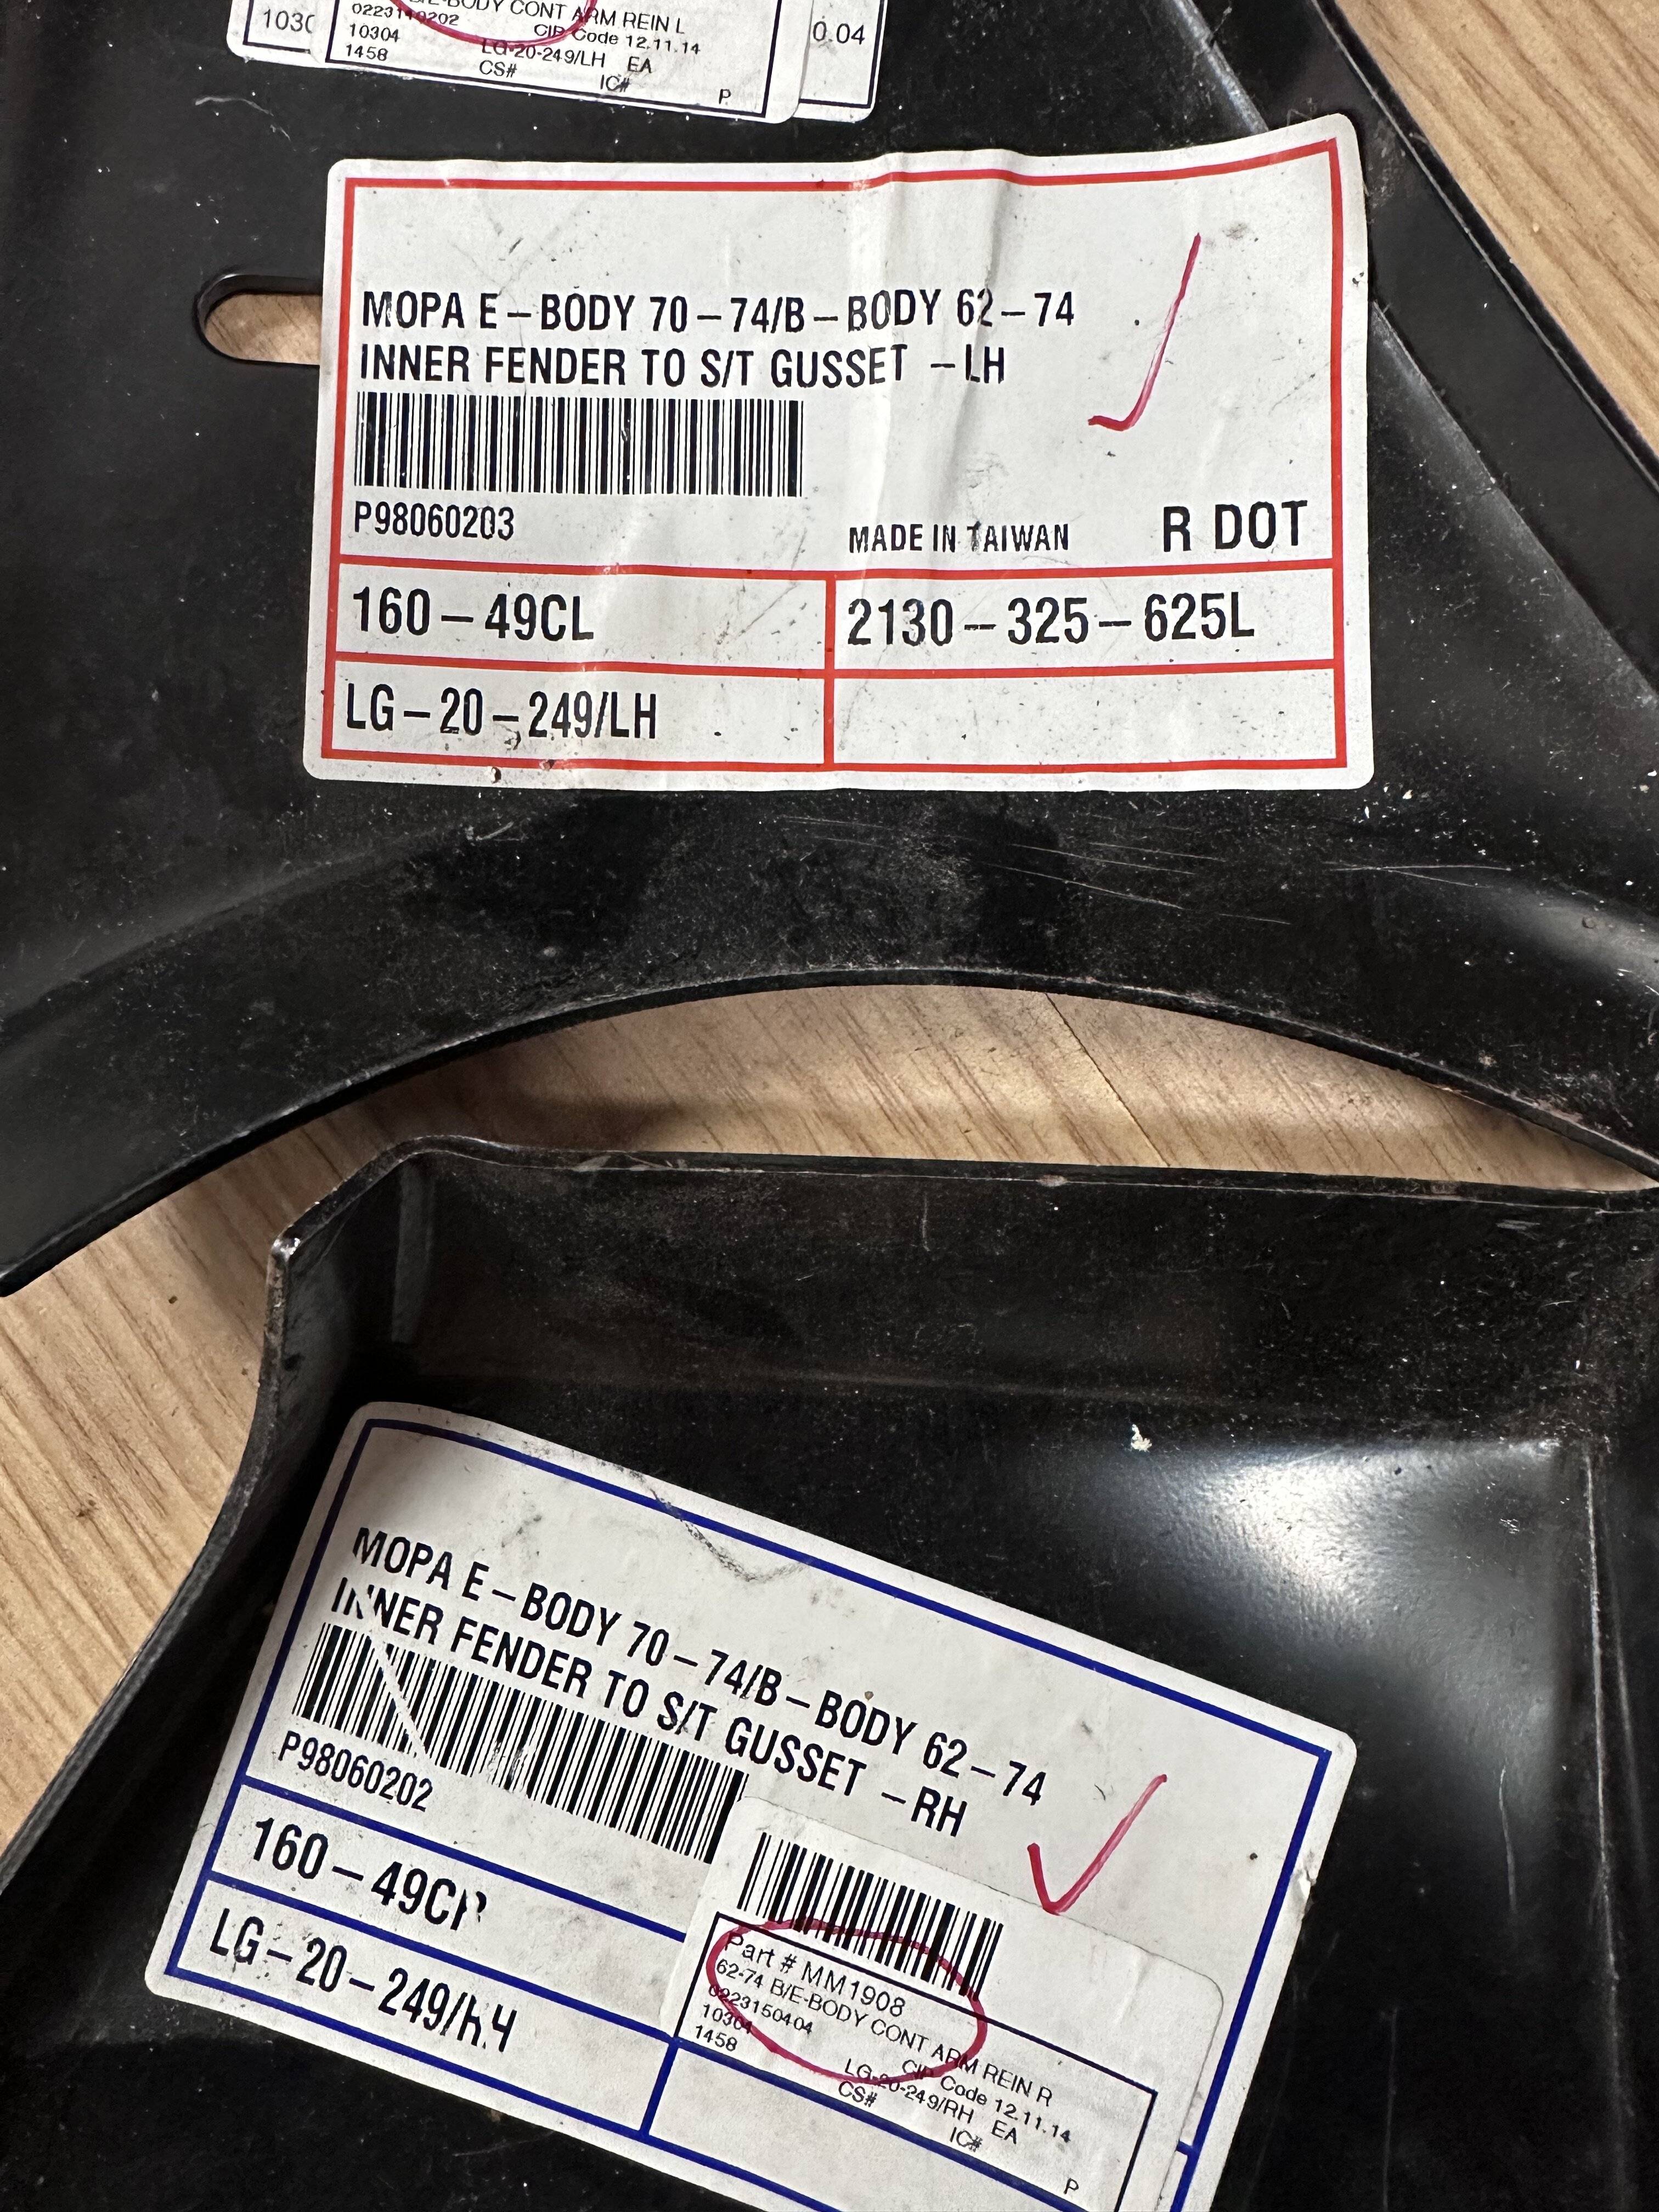 B/E-BODY CONT ARM REIN L
10304
CIP Code 12.11.14
1458
LG-20-249/LH EA
CS#
IC#
P
0.04
MOPA E-BODY 70-74/B-BODY 62-74
INNER FENDER TO S/T GUSSET -LH
P98060203
MADE IN TAIWAN
R DOT
160-49CL
2130-325-625L
LG-20-249/LH
MOPA E-BODY 70-74/B-BODY 62-74
INNER FENDER TO S/T GUSSET -RH
P98060202
160-49CR
LG-20-249/RH
Part # MM1908
62-74 B/E-BODY CONT ARM REIN R
0223150404
10304
CIP Code 12.11.14
1458
LG-20-249/RH EA
CS#
IC#
P